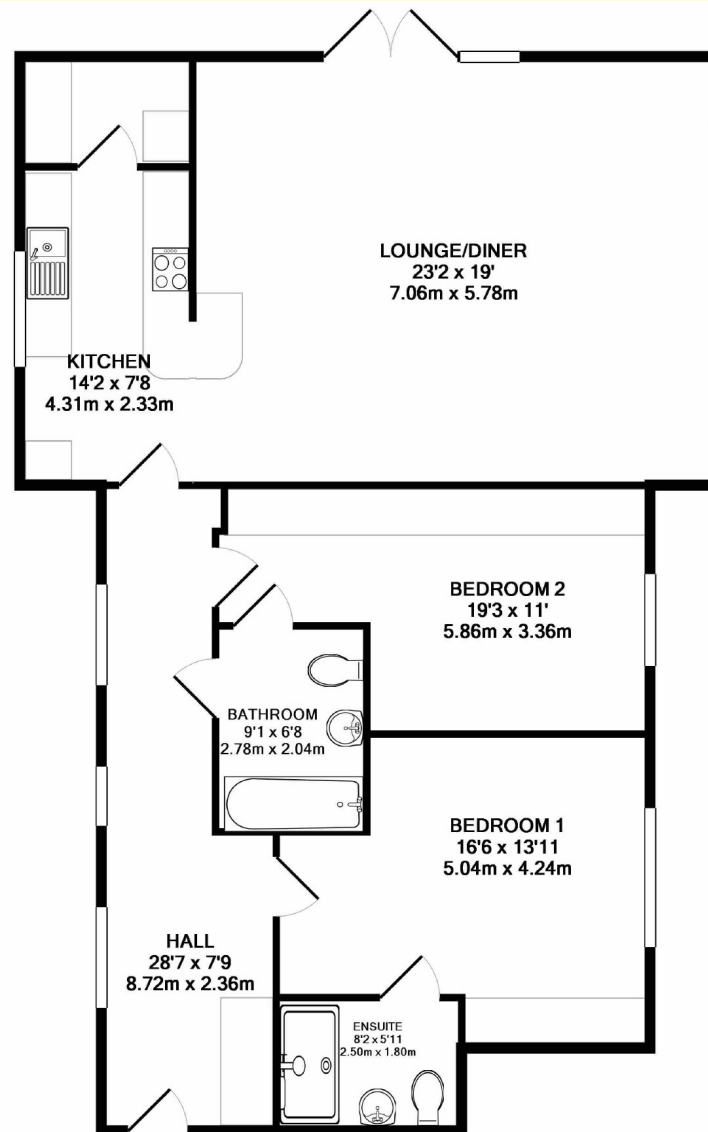 LOUNGE/DINER
23'2 x 19'
7.06m x 5.78m
KITCHEN
14'2 x 7'8
4.31m x 2.33m
BEDROOM 2
19'3 x 11'
5.86m x 3.36m
BATHROOM
9'1 x 6'8
2.78m x 2.04m
BEDROOM 1
16'6 x 13'11
5.04m x 4.24m
HALL
28'7 x 7'9
8.72m x 2.36m
ENSUITE
8'2 x 5'11
2.50m x 1.80m